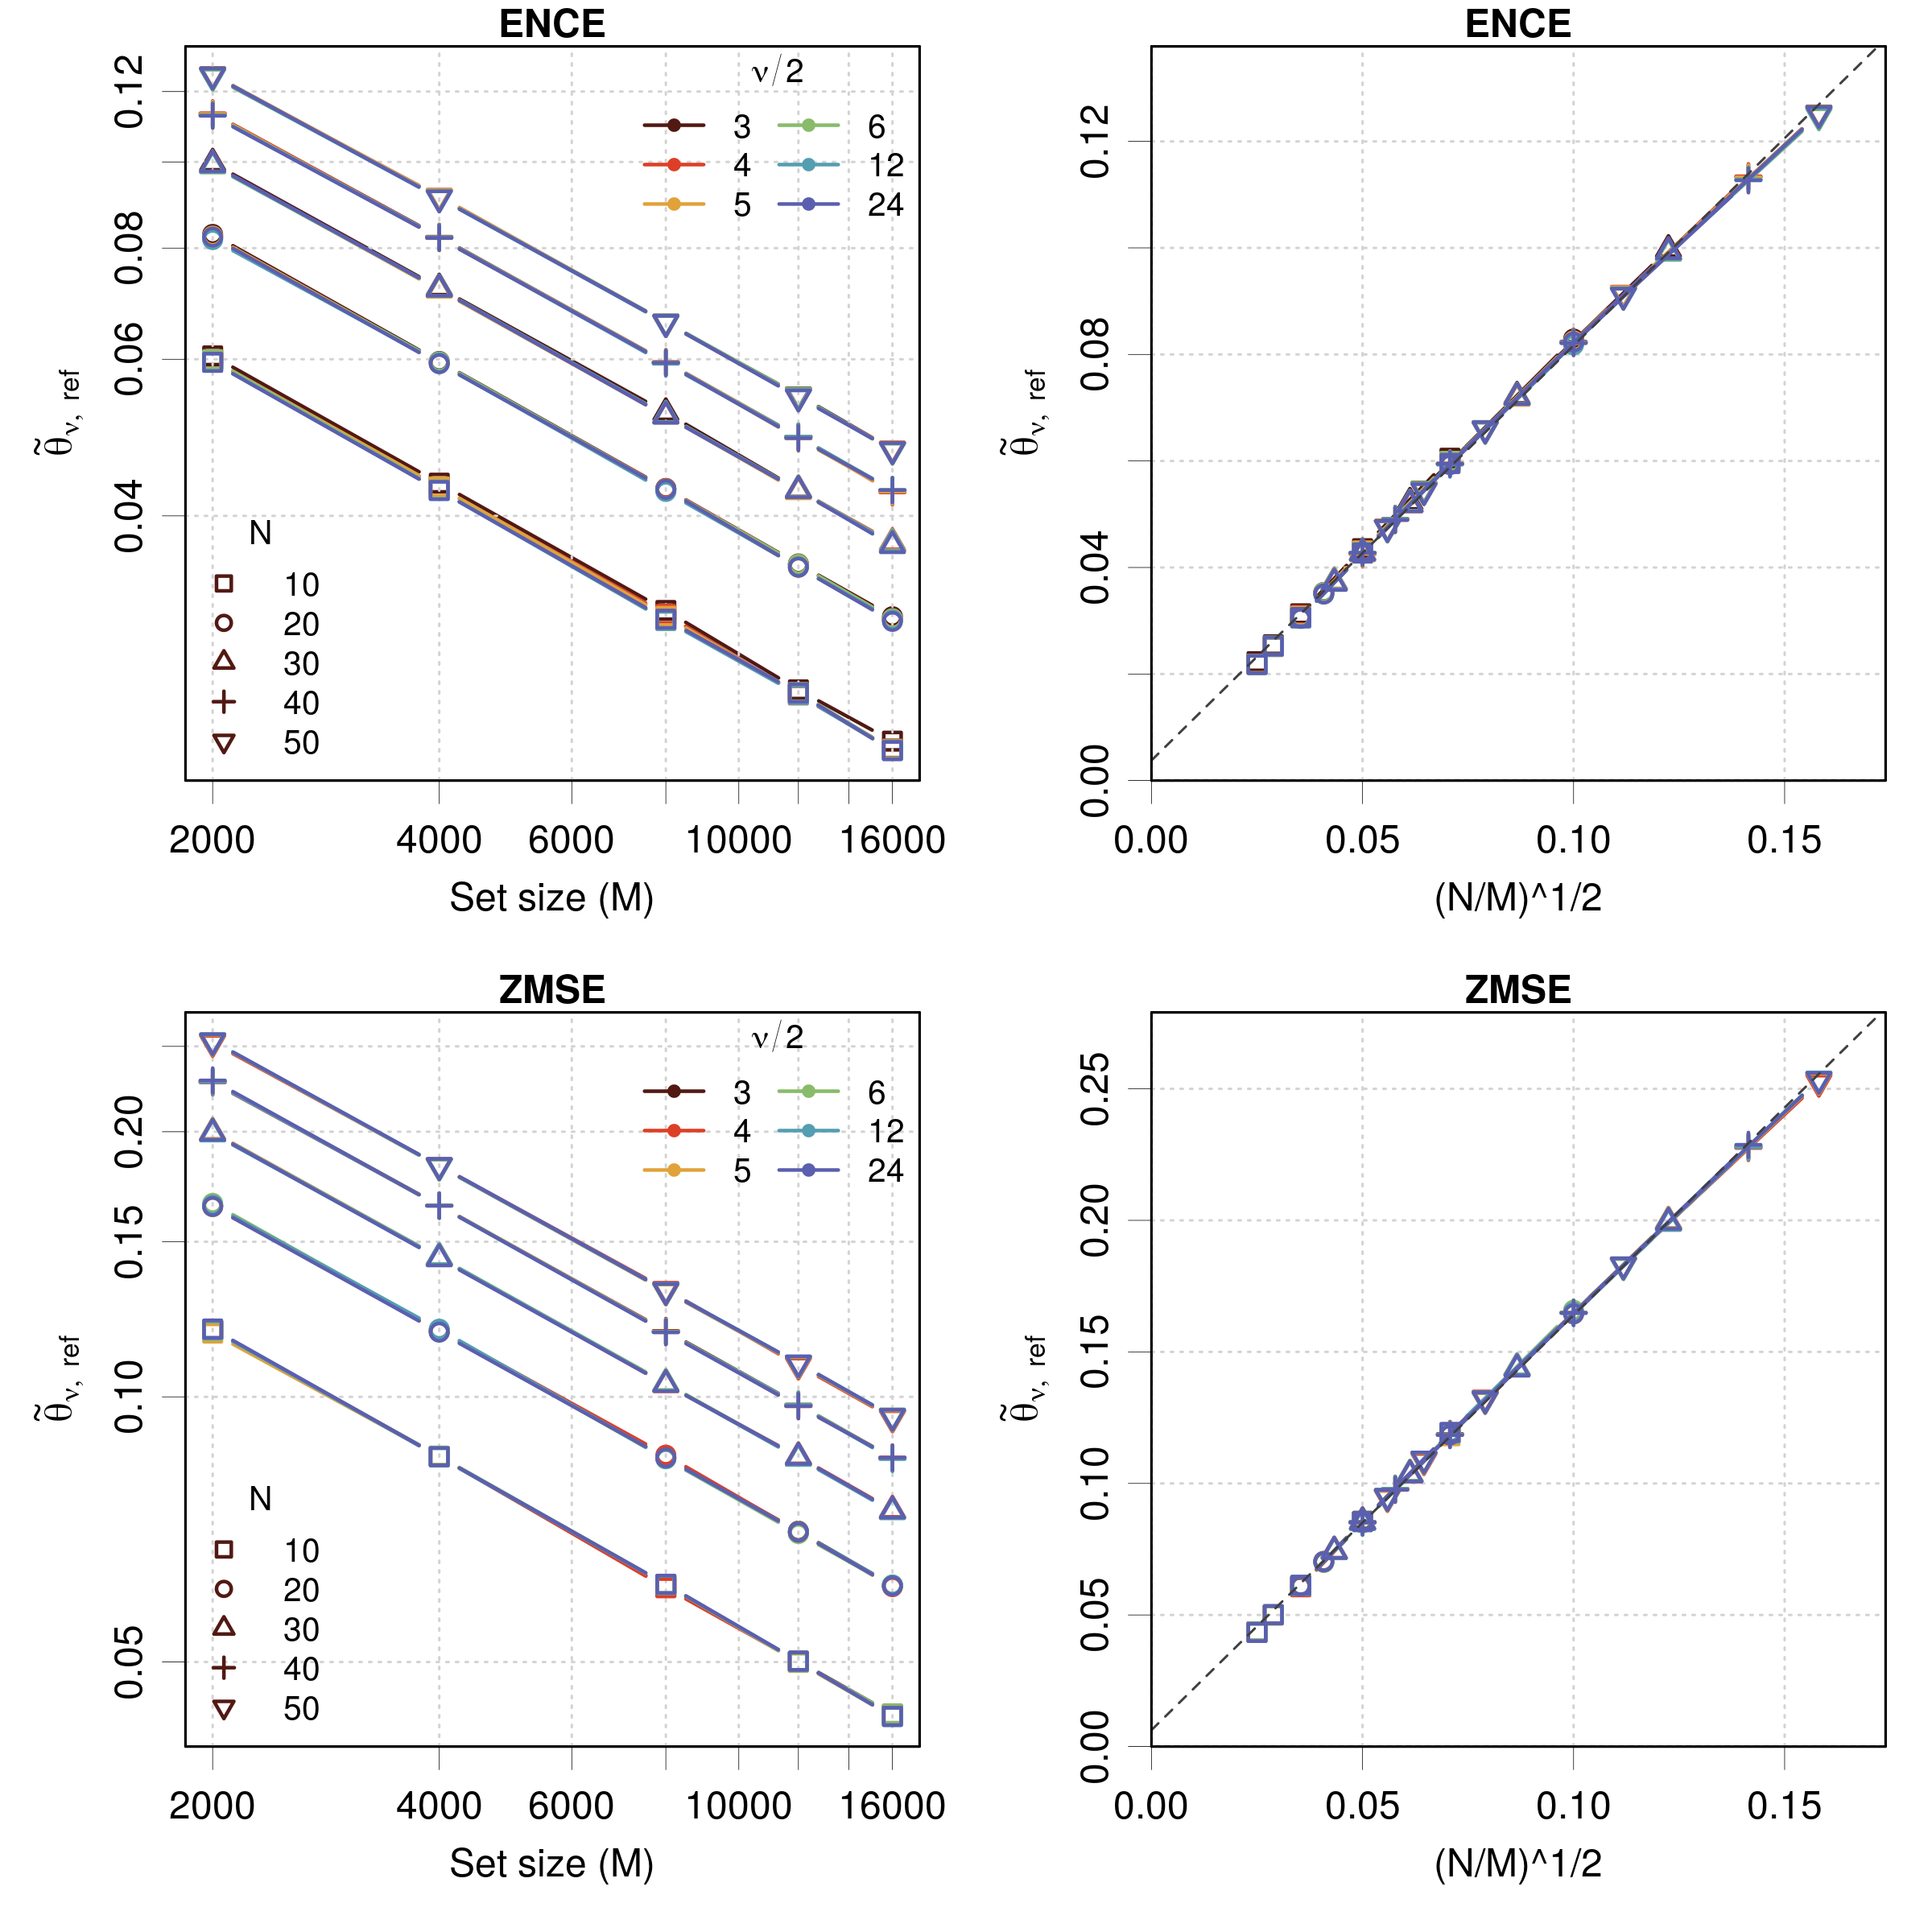 ENCE
ν/2
3 6
4 12
5 24
N
10
20
30
40
50
0.04 0.06 0.08 0.12
θ̃ν, ref
2000 4000 6000 10000 16000
Set size (M)
ENCE
0.00 0.04 0.08 0.12
θ̃ν, ref
0.00 0.05 0.10 0.15
(N/M)^1/2
ZMSE
ν/2
3 6
4 12
5 24
N
10
20
30
40
50
0.05 0.10 0.15 0.20
θ̃ν, ref
2000 4000 6000 10000 16000
Set size (M)
ZMSE
0.00 0.05 0.10 0.15 0.20 0.25
θ̃ν, ref
0.00 0.05 0.10 0.15
(N/M)^1/2